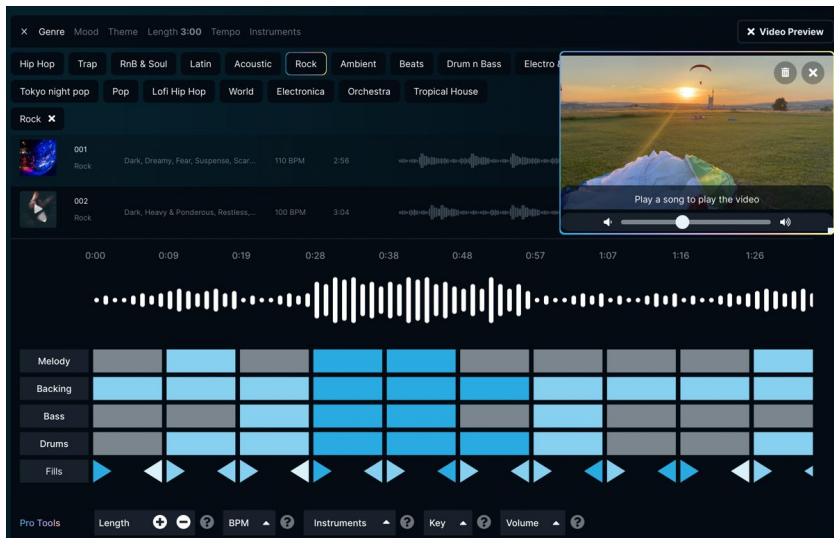 X Genre Mood Theme Length 3:00 Tempo Instruments
X Video Preview
Hip Hop Trap RnB & Soul Latin Acoustic Rock Ambient Beats Drum n Bass Electro &
Tokyo night pop Pop Lofi Hip Hop World Electronica Orchestra Tropical House
Rock X
001
Rock Dark, Dreamy, Fear, Suspense, Scar... 110 BPM 2:56
002
Rock Dark, Heavy & Ponderous, Restless,... 100 BPM 3:04
Play a song to play the video
0:00 0:09 0:19 0:28 0:38 0:48 0:57 1:07 1:16 1:26
Melody
Backing
Bass
Drums
Fills
Pro Tools Length ? BPM ? Instruments ? Key ? Volume ?